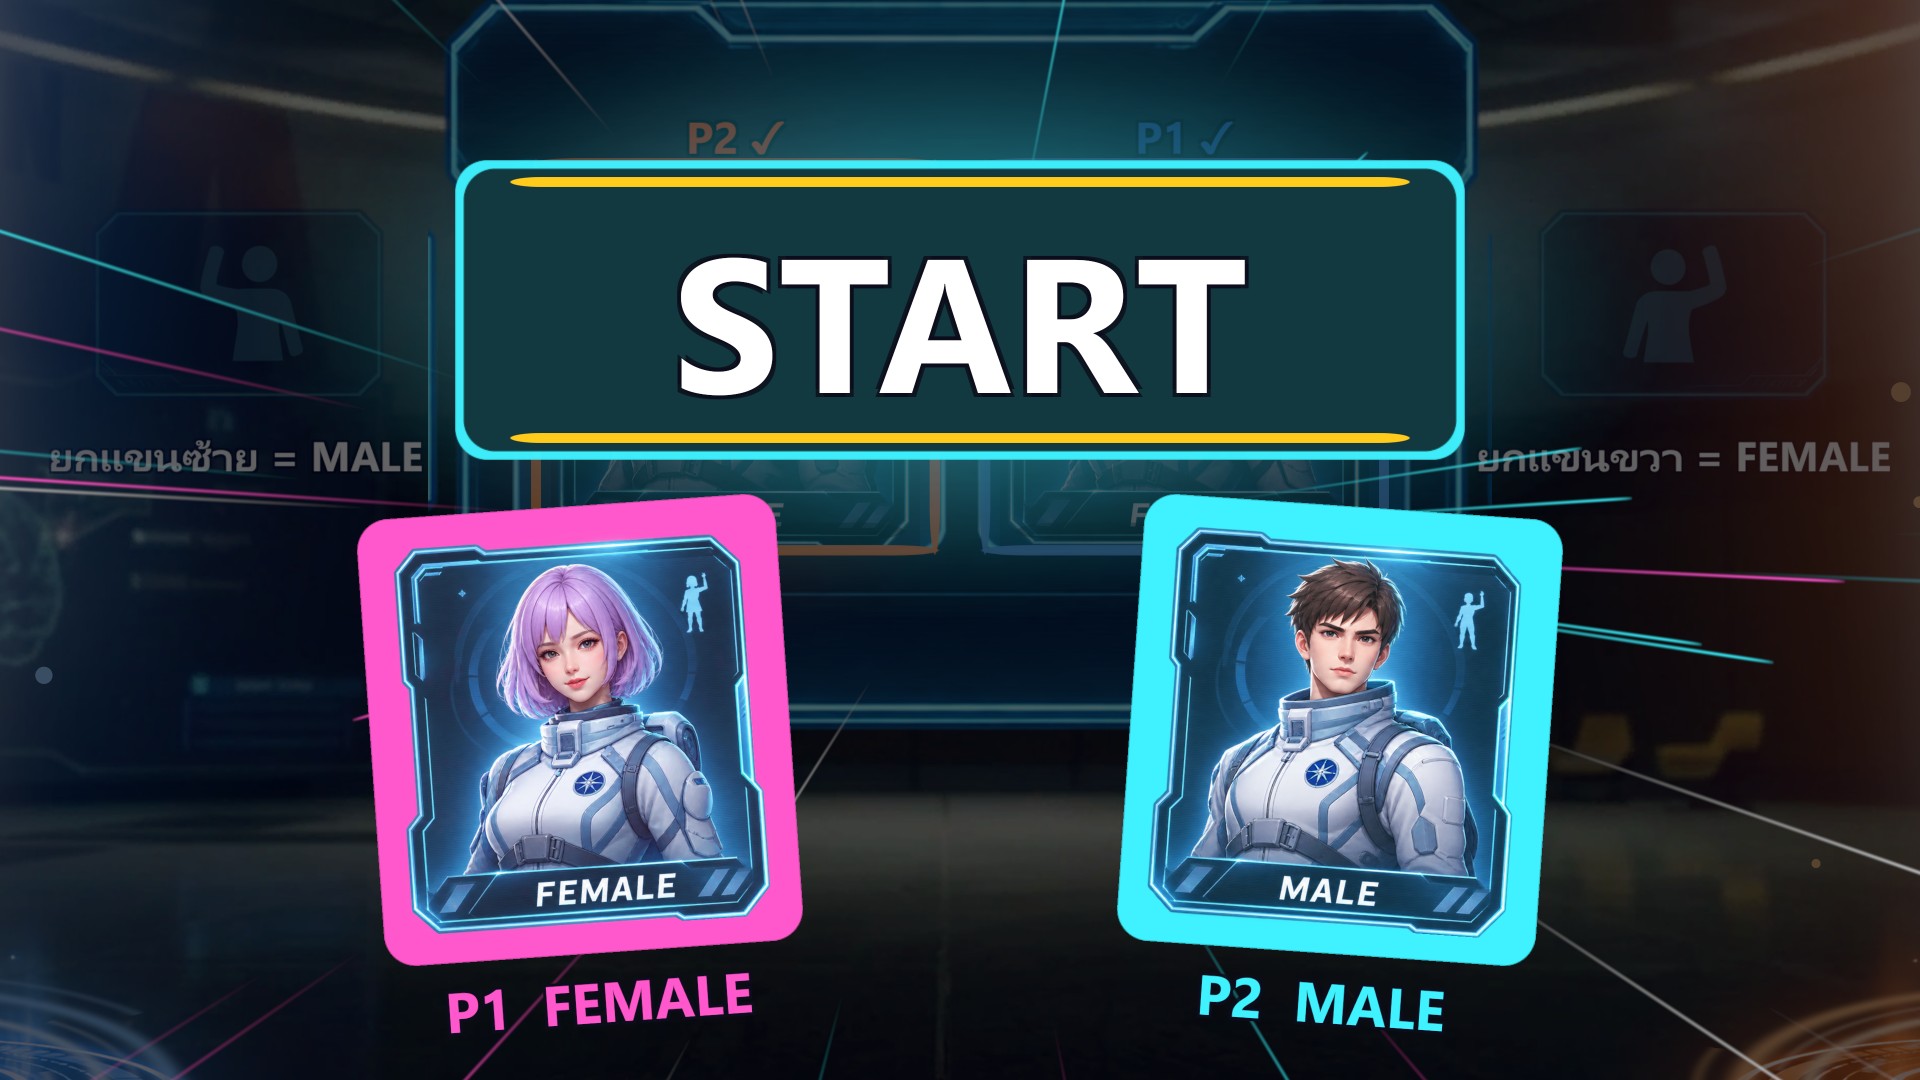 P2 ✓
P1 ✓
START
ยกแขนซ้าย = MALE
ยกแขนขวา = FEMALE
FEMALE
MALE
P1 FEMALE
P2 MALE